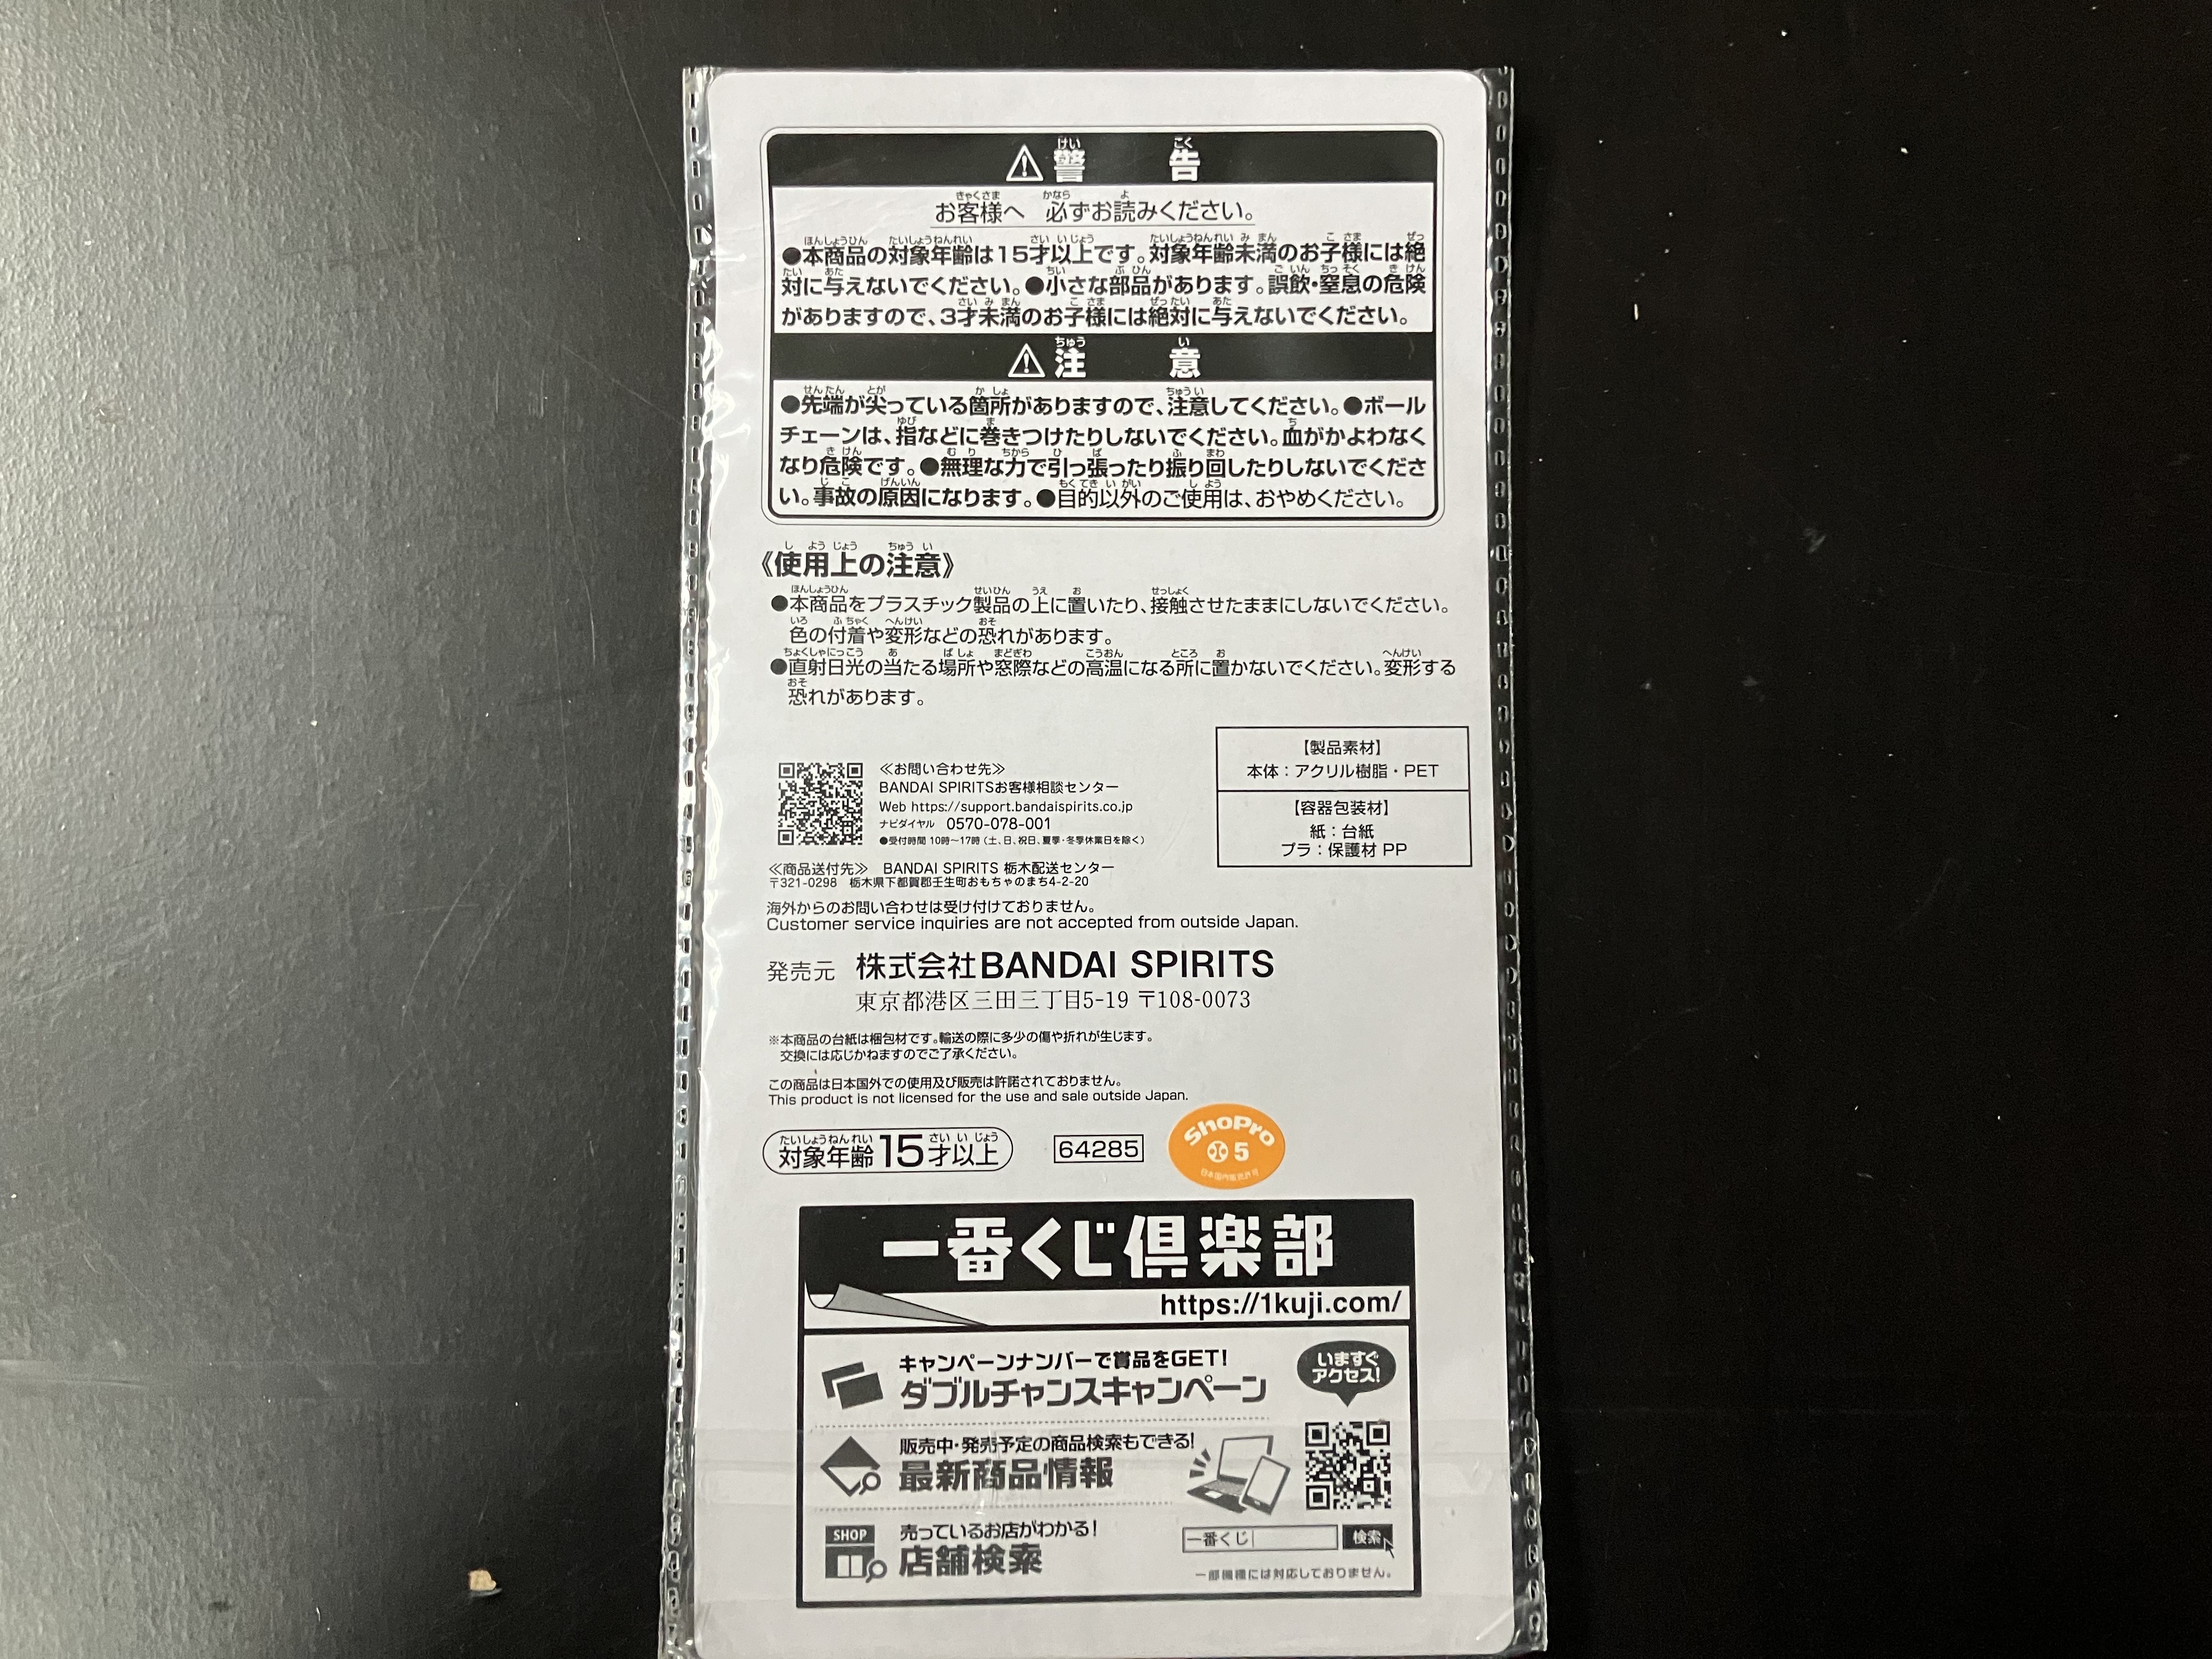 ⚠警告
お客様へ 必ずお読みください。
●本商品の対象年齢は15才以上です。対象年齢未満のお子様には絶
対に与えないでください。●小さな部品があります。誤飲・窒息の危険
がありますので、3才未満のお子様には絶対に与えないでください。
⚠注意
●先端が尖っている箇所がありますので、注意してください。●ボール
チェーンは、指などに巻きつけたりしないでください。血がかよわなく
なり危険です。●無理な力で引っ張ったり振り回したりしないでくださ
い。事故の原因になります。●目的以外のご使用は、おやめください。
《使用上の注意》
●本商品をプラスチック製品の上に置いたり、接触させたままにしないでください。
色の付着や変形などの恐れがあります。
●直射日光の当たる場所や窓際などの高温になる所に置かないでください。変形する
恐れがあります。
【製品素材】
本体：アクリル樹脂・PET
【容器包装材】
紙：台紙
プラ：保護材 PP
≪お問い合わせ先≫
BANDAI SPIRITSお客様相談センター
Web https://support.bandaispirits.co.jp
ナビダイヤル 0570-078-001
●受付時間 10時〜17時（土、日、祝日、夏季・冬季休業日を除く）
≪商品送付先≫ BANDAI SPIRITS 栃木配送センター
〒321-0298 栃木県下都賀郡壬生町おもちゃのまち4-2-20
海外からのお問い合わせは受け付けておりません。
Customer service inquiries are not accepted from outside Japan.
発売元 株式会社BANDAI SPIRITS
東京都港区三田三丁目5-19 〒108-0073
※本商品の台紙は梱包材です。輸送の際に多少の傷や折れが生じます。
交換には応じかねますのでご了承ください。
この商品は日本国外での使用及び販売は許諾されておりません。
This product is not licensed for the use and sale outside Japan.
対象年齢15才以上
64285
ShoPro
5
日本国内販売許可
一番くじ倶楽部
https://1kuji.com/
キャンペーンナンバーで賞品をGET!
ダブルチャンスキャンペーン
いますぐ
アクセス!
販売中・発売予定の商品検索もできる!
最新商品情報
SHOP
売っているお店がわかる!
店舗検索
一番くじ 検索
一部機種には対応しておりません。